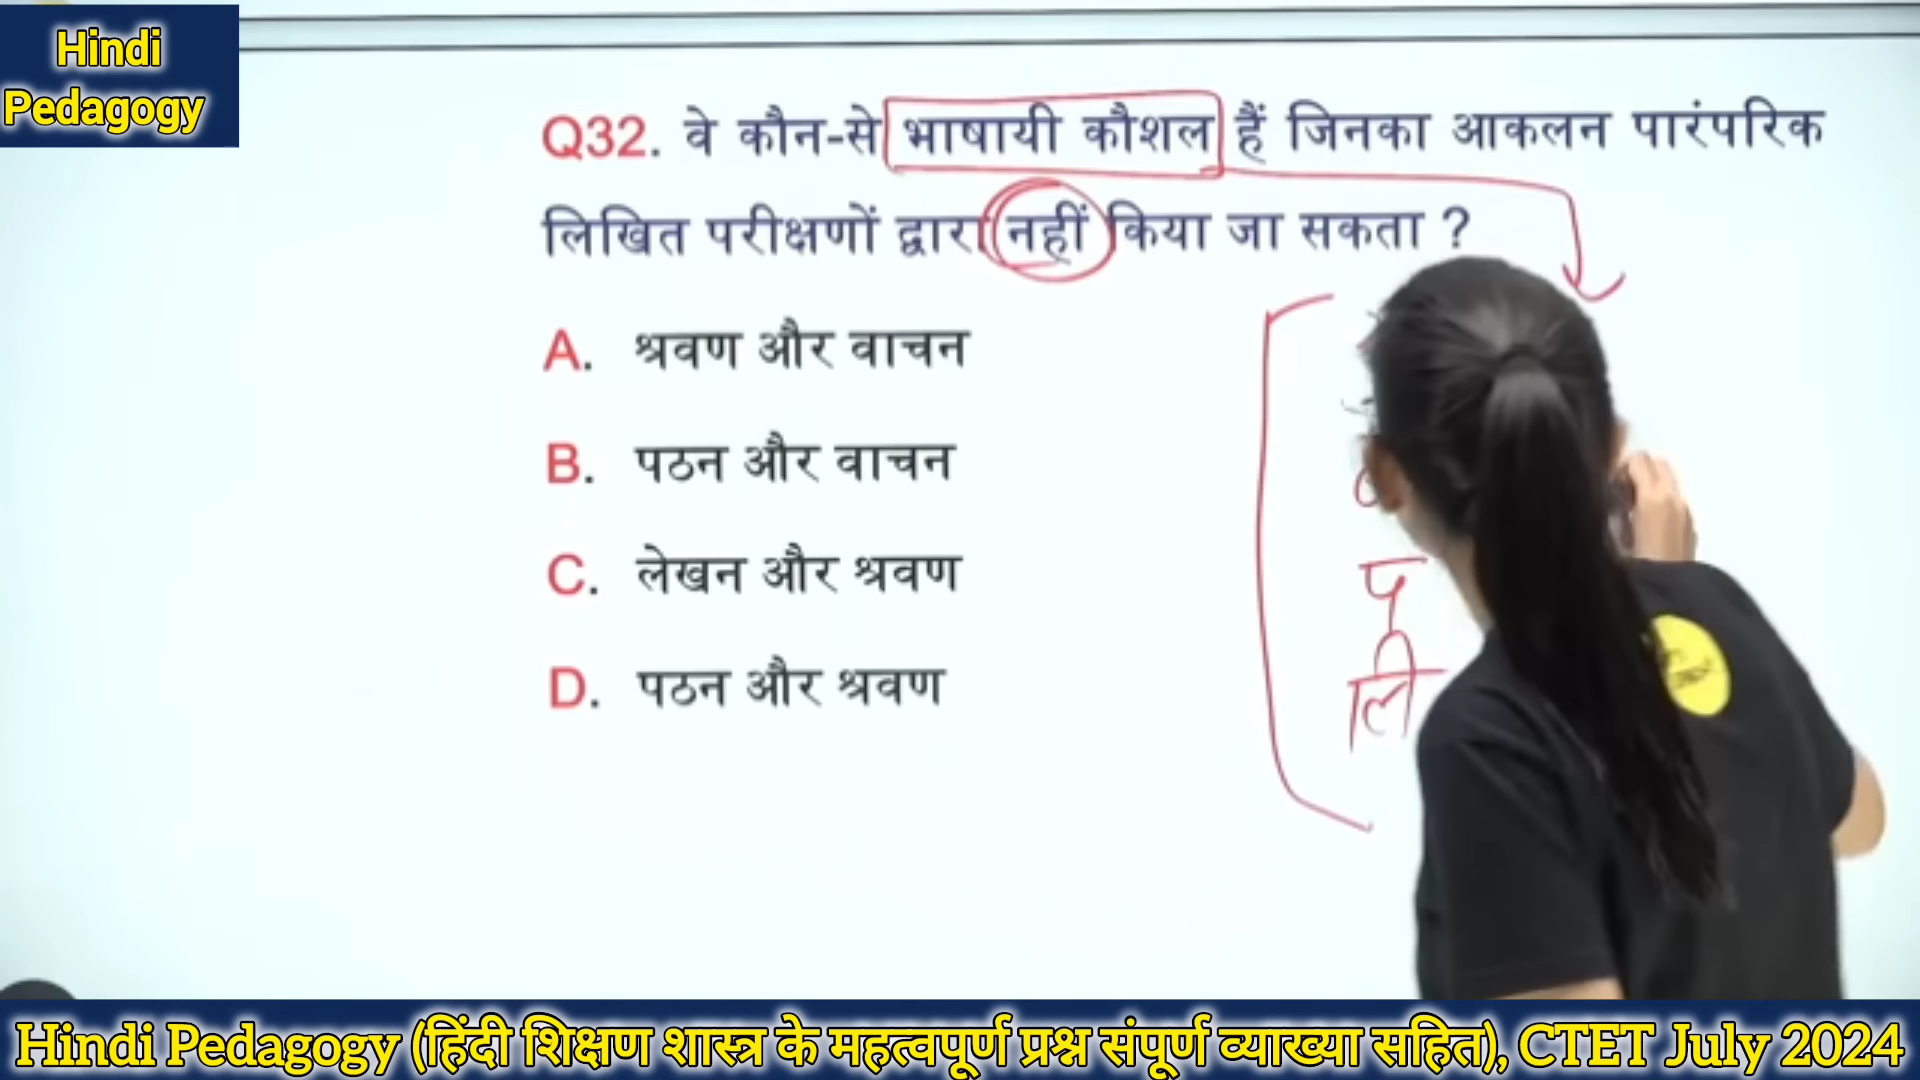 Hindi
Pedagogy
Q32. वे कौन-से भाषायी कौशल हैं जिनका आकलन पारंपरिक
लिखित परीक्षणों द्वारा नहीं किया जा सकता ?
A. श्रवण और वाचन
B. पठन और वाचन
C. लेखन और श्रवण
D. पठन और श्रवण
प
लि
Hindi Pedagogy (हिंदी शिक्षण शास्त्र के महत्वपूर्ण प्रश्न संपूर्ण व्याख्या सहित), CTET July 2024